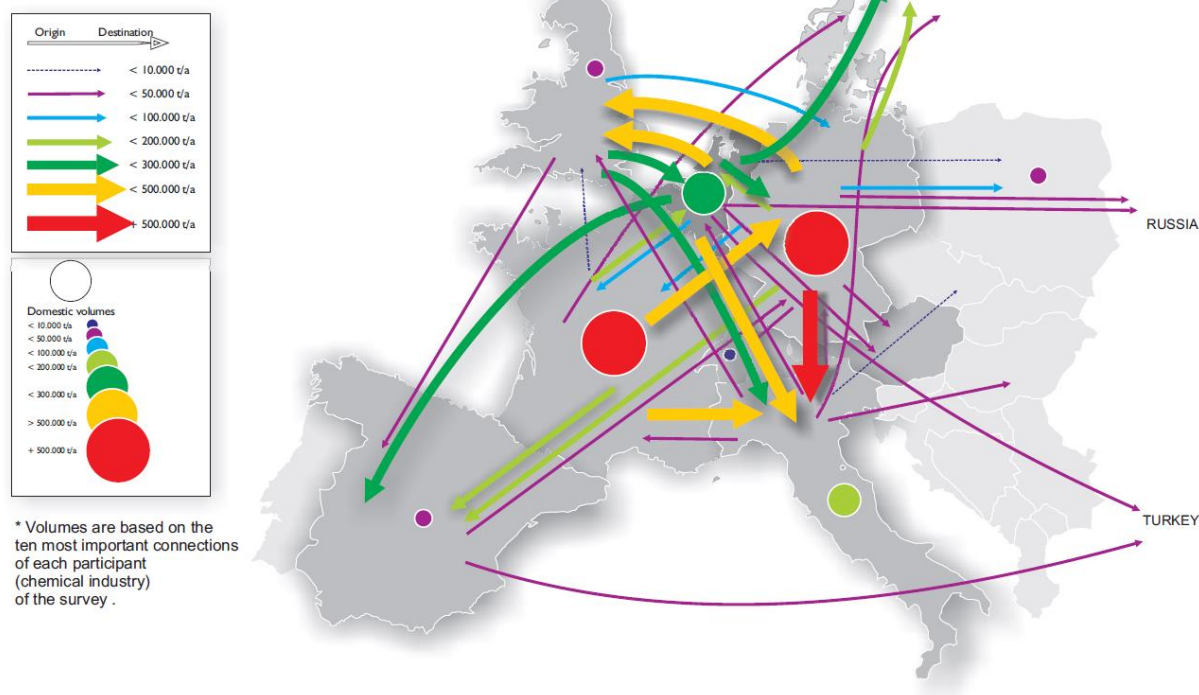 Origin Destination
< 10.000 t/a
< 50.000 t/a
< 100.000 t/a
< 200.000 t/a
< 300.000 t/a
< 500.000 t/a
+ 500.000 t/a
Domestic volumes
< 10.000 t/a
< 50.000 t/a
< 100.000 t/a
< 200.000 t/a
< 300.000 t/a
> 500.000 t/a
+ 500.000 t/a
* Volumes are based on the
ten most important connections
of each participant
(chemical industry)
of the survey .
RUSSIA
TURKEY